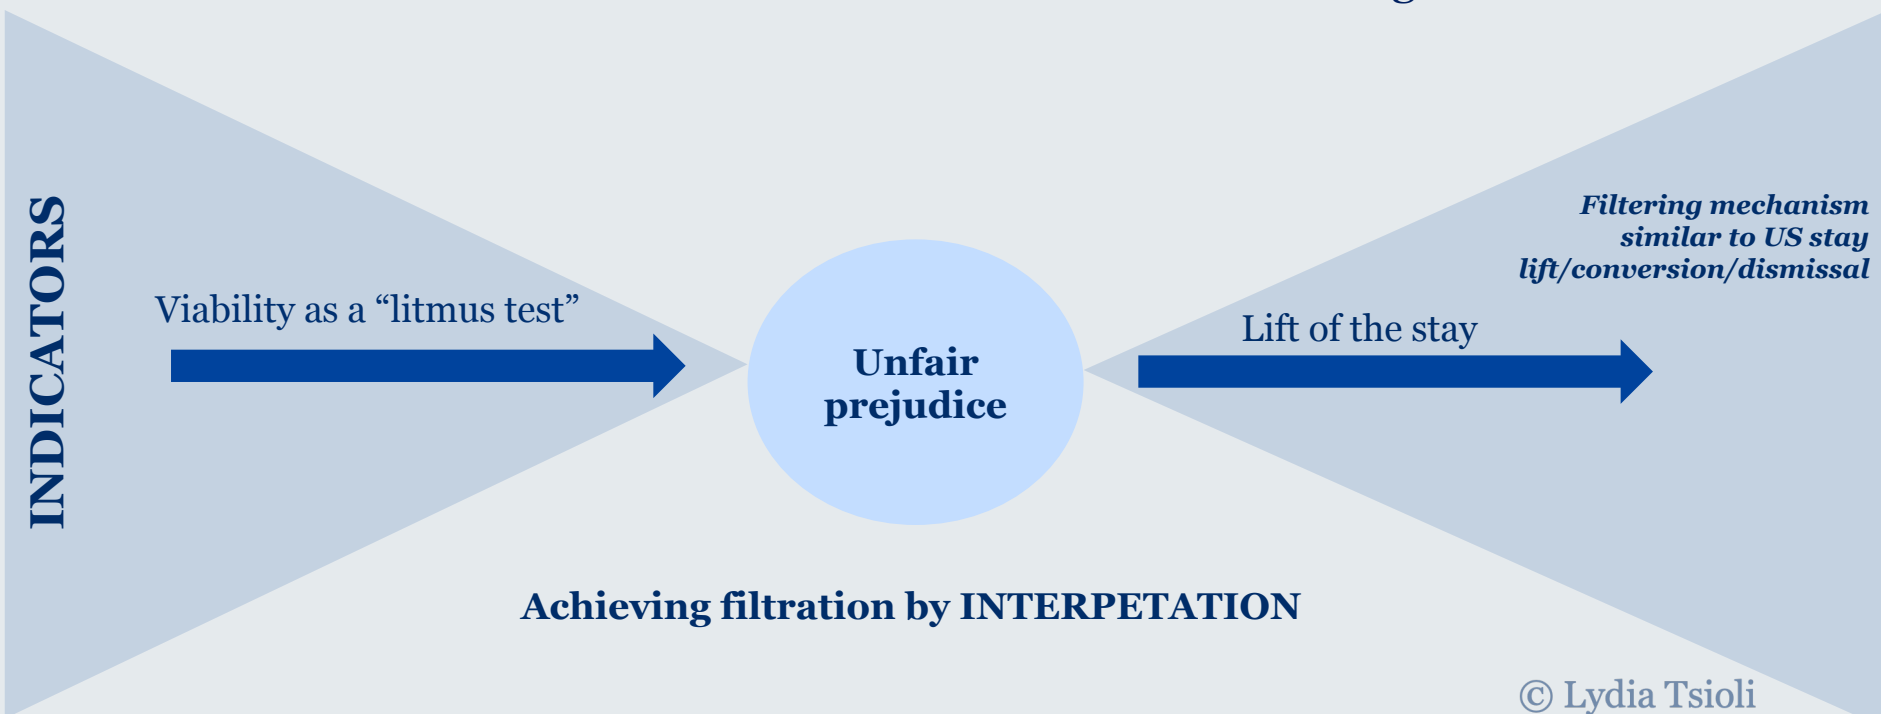 INDICATORS
Viability as a “litmus test”
Unfair
prejudice
Lift of the stay
Filtering mechanism
similar to US stay
lift/conversion/dismissal
Achieving filtration by INTERPETATION
© Lydia Tsioli